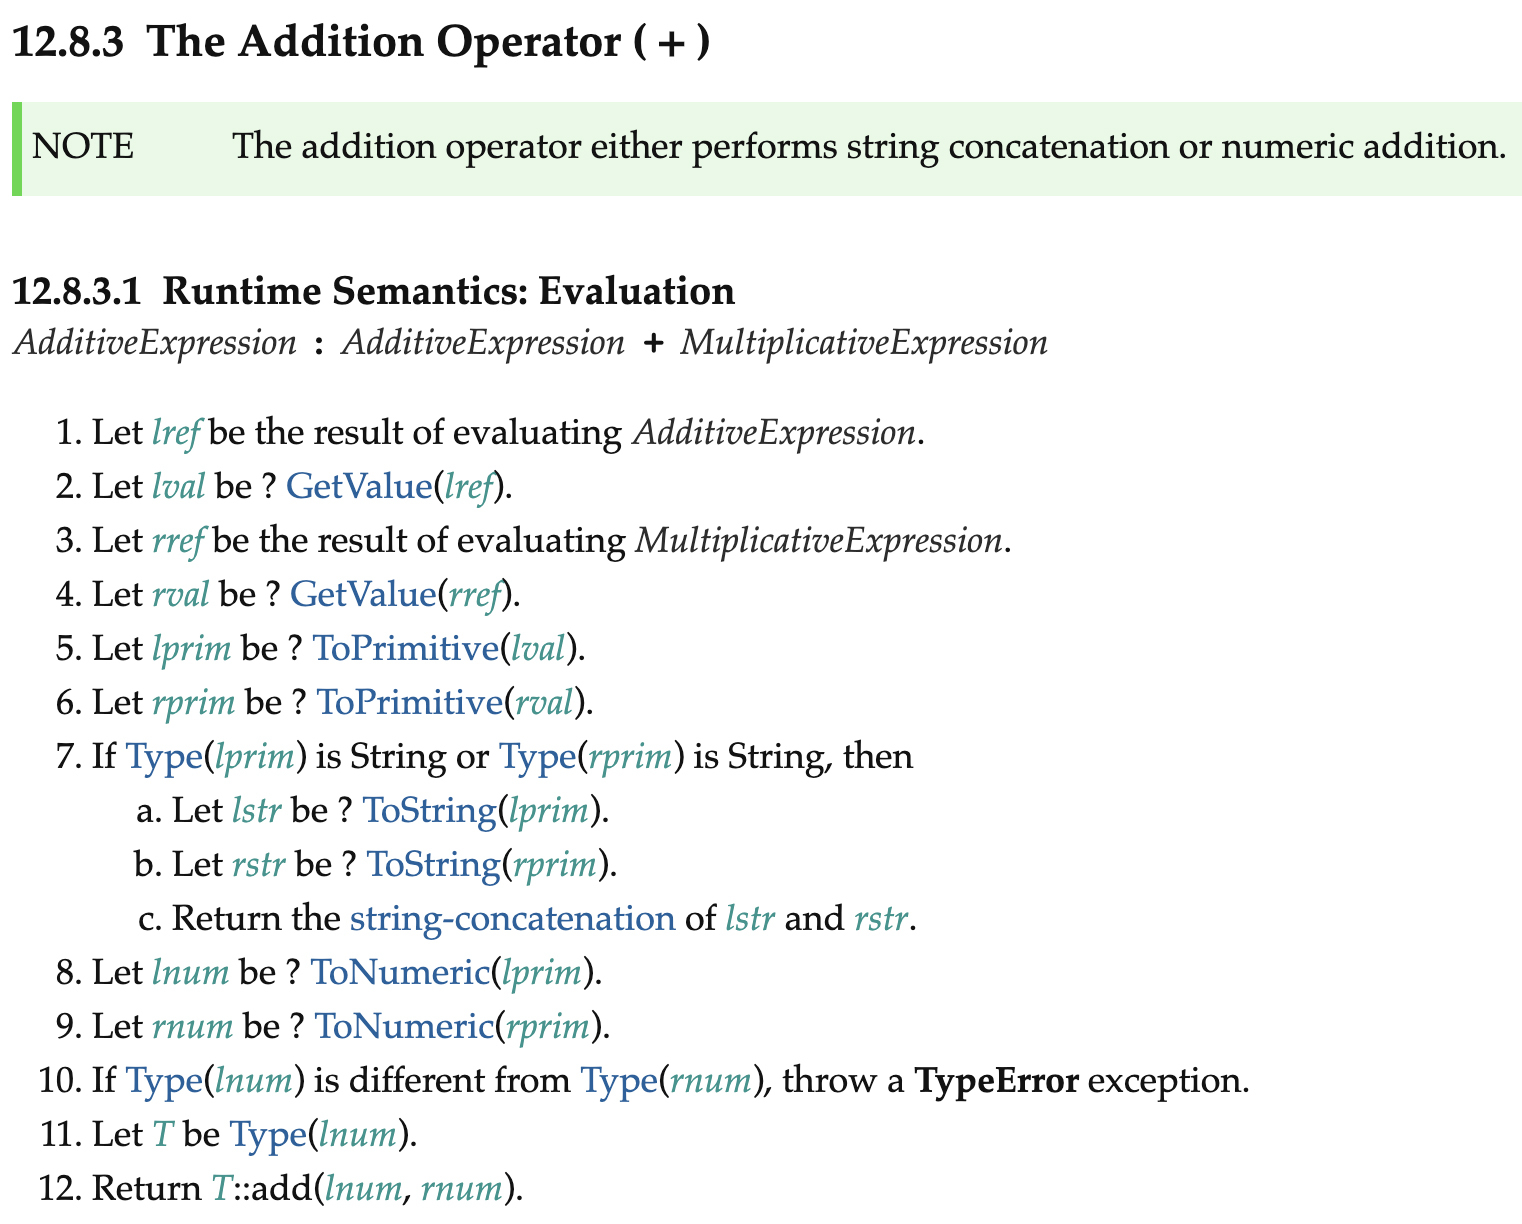 12.8.3 The Addition Operator ( + )
NOTE The addition operator either performs string concatenation or numeric addition.
12.8.3.1 Runtime Semantics: Evaluation
AdditiveExpression : AdditiveExpression + MultiplicativeExpression
1. Let lref be the result of evaluating AdditiveExpression.
2. Let lval be ? GetValue(lref).
3. Let rref be the result of evaluating MultiplicativeExpression.
4. Let rval be ? GetValue(rref).
5. Let lprim be ? ToPrimitive(lval).
6. Let rprim be ? ToPrimitive(rval).
7. If Type(lprim) is String or Type(rprim) is String, then
a. Let lstr be ? ToString(lprim).
b. Let rstr be ? ToString(rprim).
c. Return the string-concatenation of lstr and rstr.
8. Let lnum be ? ToNumeric(lprim).
9. Let rnum be ? ToNumeric(rprim).
10. If Type(lnum) is different from Type(rnum), throw a TypeError exception.
11. Let T be Type(lnum).
12. Return T::add(lnum, rnum).